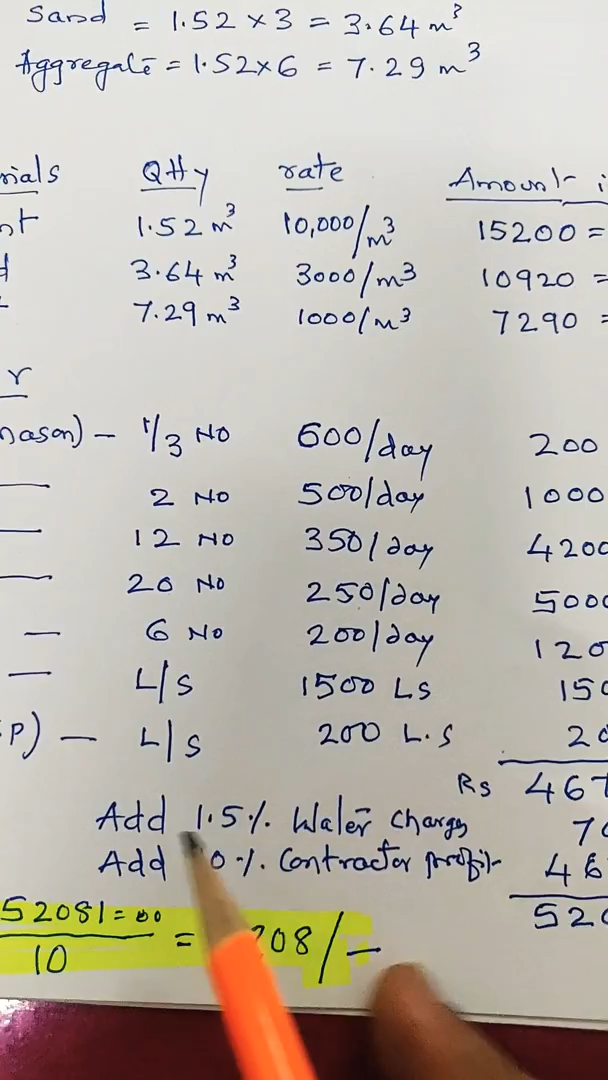 Sand = 1.52 × 3 = 3.64 m³
Aggregate = 1.52×6 = 7.29 m³
rials Qtty rate Amount i
nt 1.52 m³ 10,000/m³ 15200 =
d 3.64 m³ 3000/m³ 10920 =
7.29 m³ 1000/m³ 7290 =
r
mason) — 1/3 NO 600/day 200
— 2 NO 500/day 1000
— 12 NO 350/day 4200
— 20 NO 250/day 5000
— 6 NO 200/day 120
— L/S 1500 LS 150
P) — L/S 200 L.S 20
Rs 467
Add 1.5% Water charges 70
Add 0% Contractor profit 46
52081=00 / 10 = 208/— 520